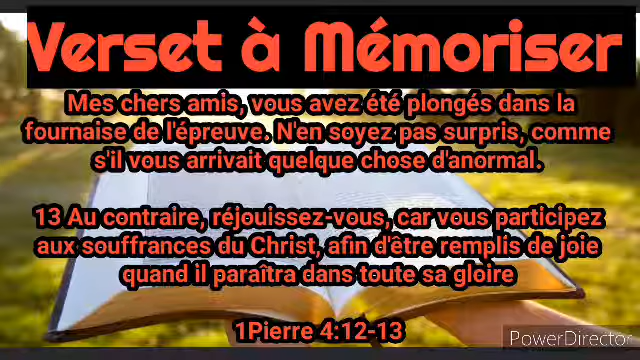 Verset à Mémoriser
Mes chers amis, vous avez été plongés dans la
fournaise de l'épreuve. N'en soyez pas surpris, comme
s'il vous arrivait quelque chose d'anormal.
13 Au contraire, réjouissez-vous, car vous participez
aux souffrances du Christ, afin d'être remplis de joie
quand il paraîtra dans toute sa gloire
1Pierre 4:12-13
PowerDirector